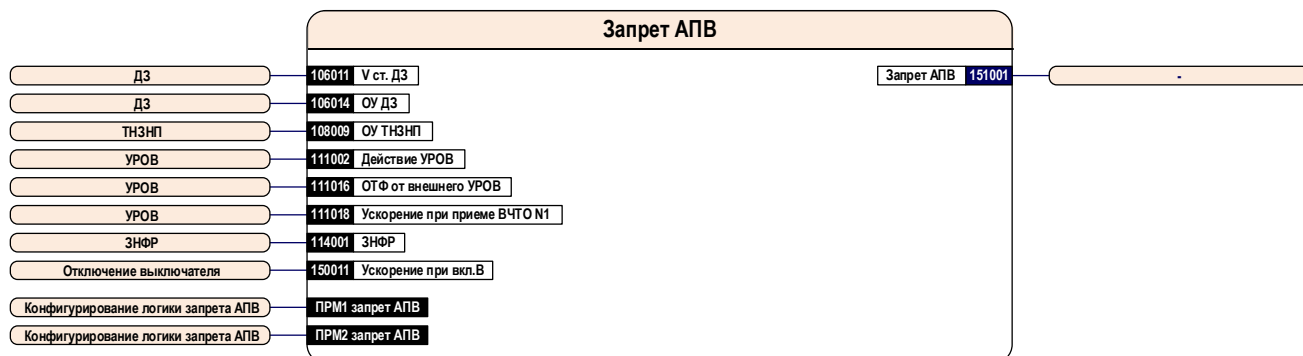 Запрет АПВ
ДЗ 106011 V ст. ДЗ Запрет АПВ 151001 -
ДЗ 106014 ОУ ДЗ
ТНЗНП 108009 ОУ ТНЗНП
УРОВ 111002 Действие УРОВ
УРОВ 111016 ОТФ от внешнего УРОВ
УРОВ 111018 Ускорение при приеме ВЧТО N1
ЗНФР 114001 ЗНФР
Отключение выключателя 150011 Ускорение при вкл.В
Конфигурирование логики запрета АПВ ПРМ1 запрет АПВ
Конфигурирование логики запрета АПВ ПРМ2 запрет АПВ